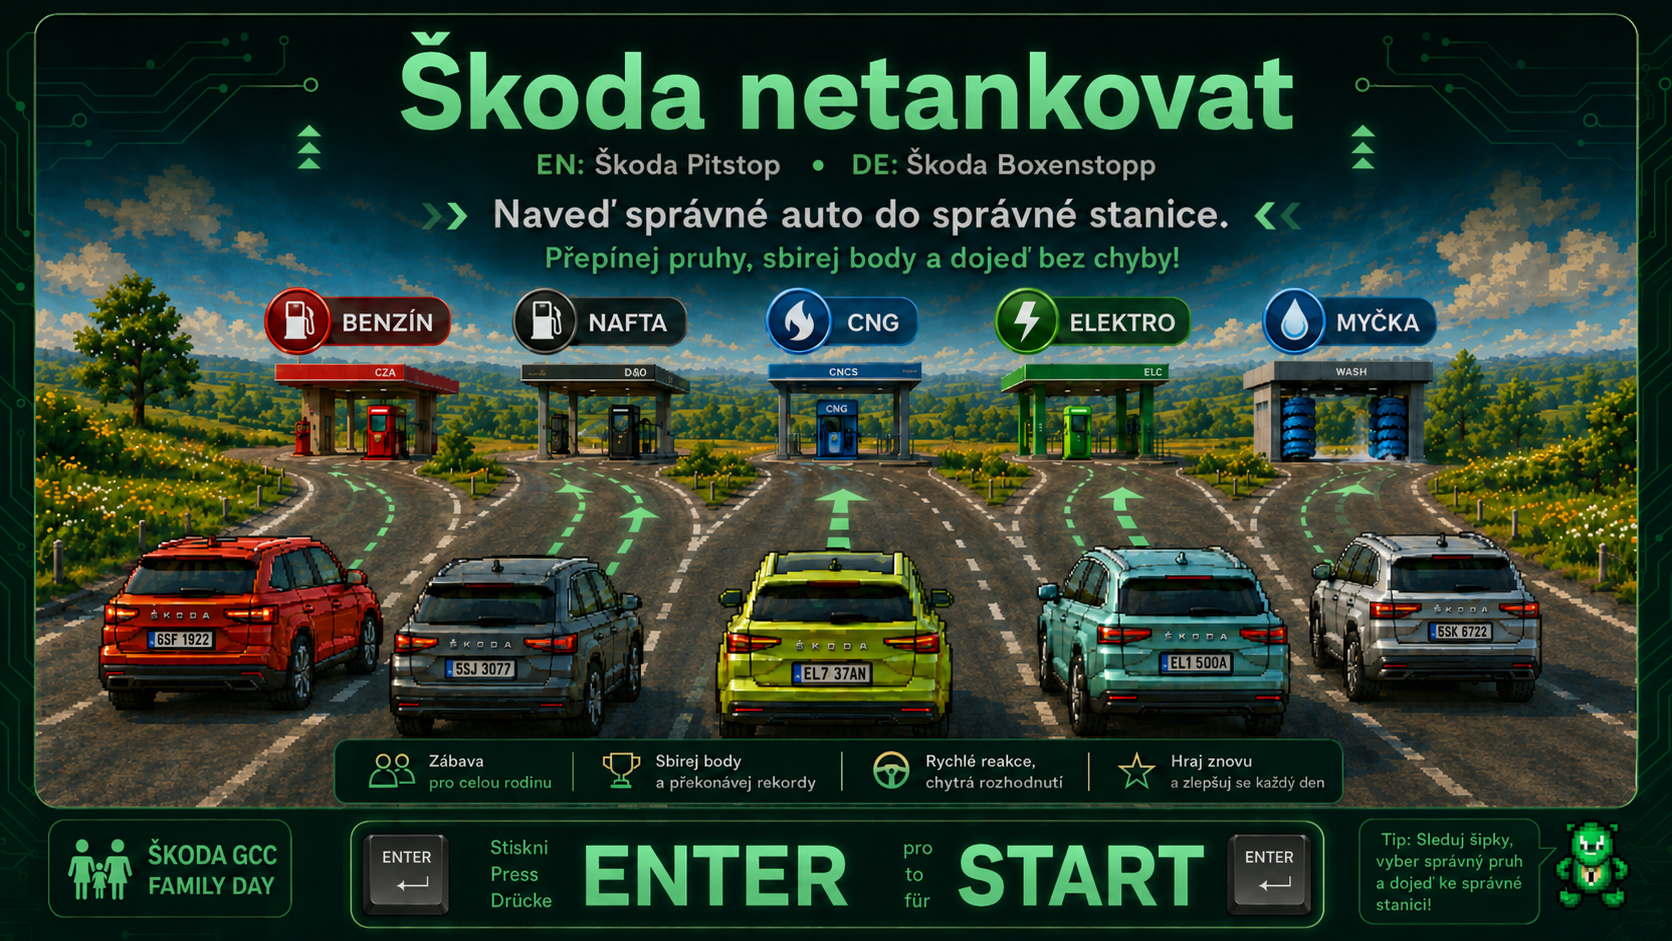 Škoda netankovat
EN: Škoda Pitstop • DE: Škoda Boxenstopp
Naveď správné auto do správné stanice.
Přepínej pruhy, sbirej body a dojeď bez chyby!
BENZÍN
NAFTA
CNG
ELEKTRO
MYČKA
CZA
D&O
CNCS
ELC
WASH
CNG
ŠKODA
6SF 1922
ŠKODA
5SJ 3077
ŠKODA
EL7 37AN
ŠKODA
EL1 500A
ŠKODA
5SK 6722
Zábava
pro celou rodinu
Sbirej body
a překonávej rekordy
Rychlé reakce,
chytrá rozhodnutí
Hraj znovu
a zlepšuj se každý den
ŠKODA GCC
FAMILY DAY
ENTER
Stiskni
Press
Drücke
ENTER
pro
to
für
START
ENTER
Tip: Sleduj šipky,
vyber správný pruh
a dojeď ke správné
stanici!